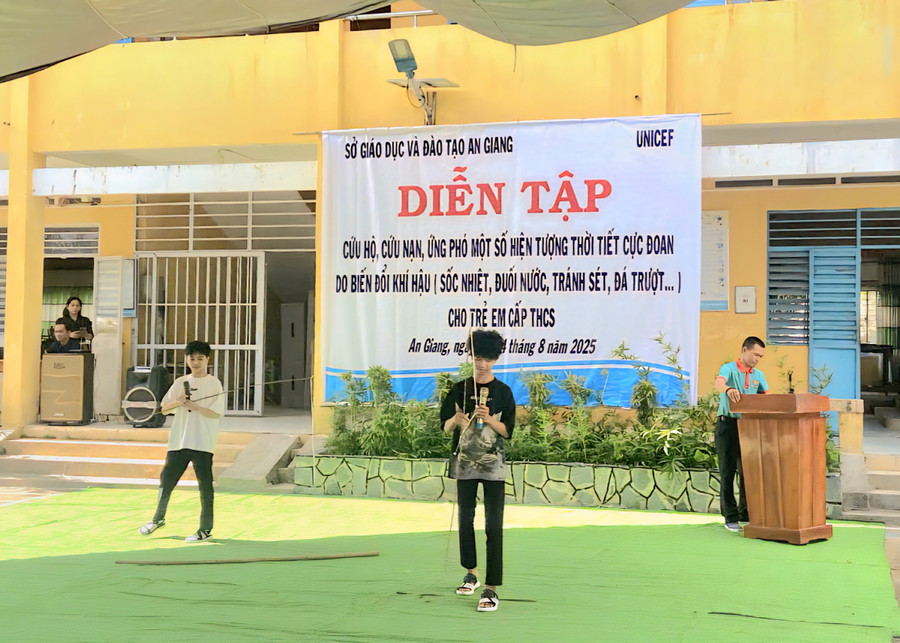 SỞ GIÁO DỤC VÀ ĐÀO TẠO AN GIANG
UNICEF
DIỄN TẬP
CỨU HỘ, CỨU NẠN, ỨNG PHÓ MỘT SỐ HIỆN TƯỢNG THỜI TIẾT CỰC ĐOAN
DO BIẾN ĐỔI KHÍ HẬU ( SỐC NHIỆT, ĐUỐI NƯỚC, TRÁNH SÉT, ĐÁ TRƯỢT... )
CHO TRẺ EM CẤP THCS
An Giang, tháng 8 năm 2025